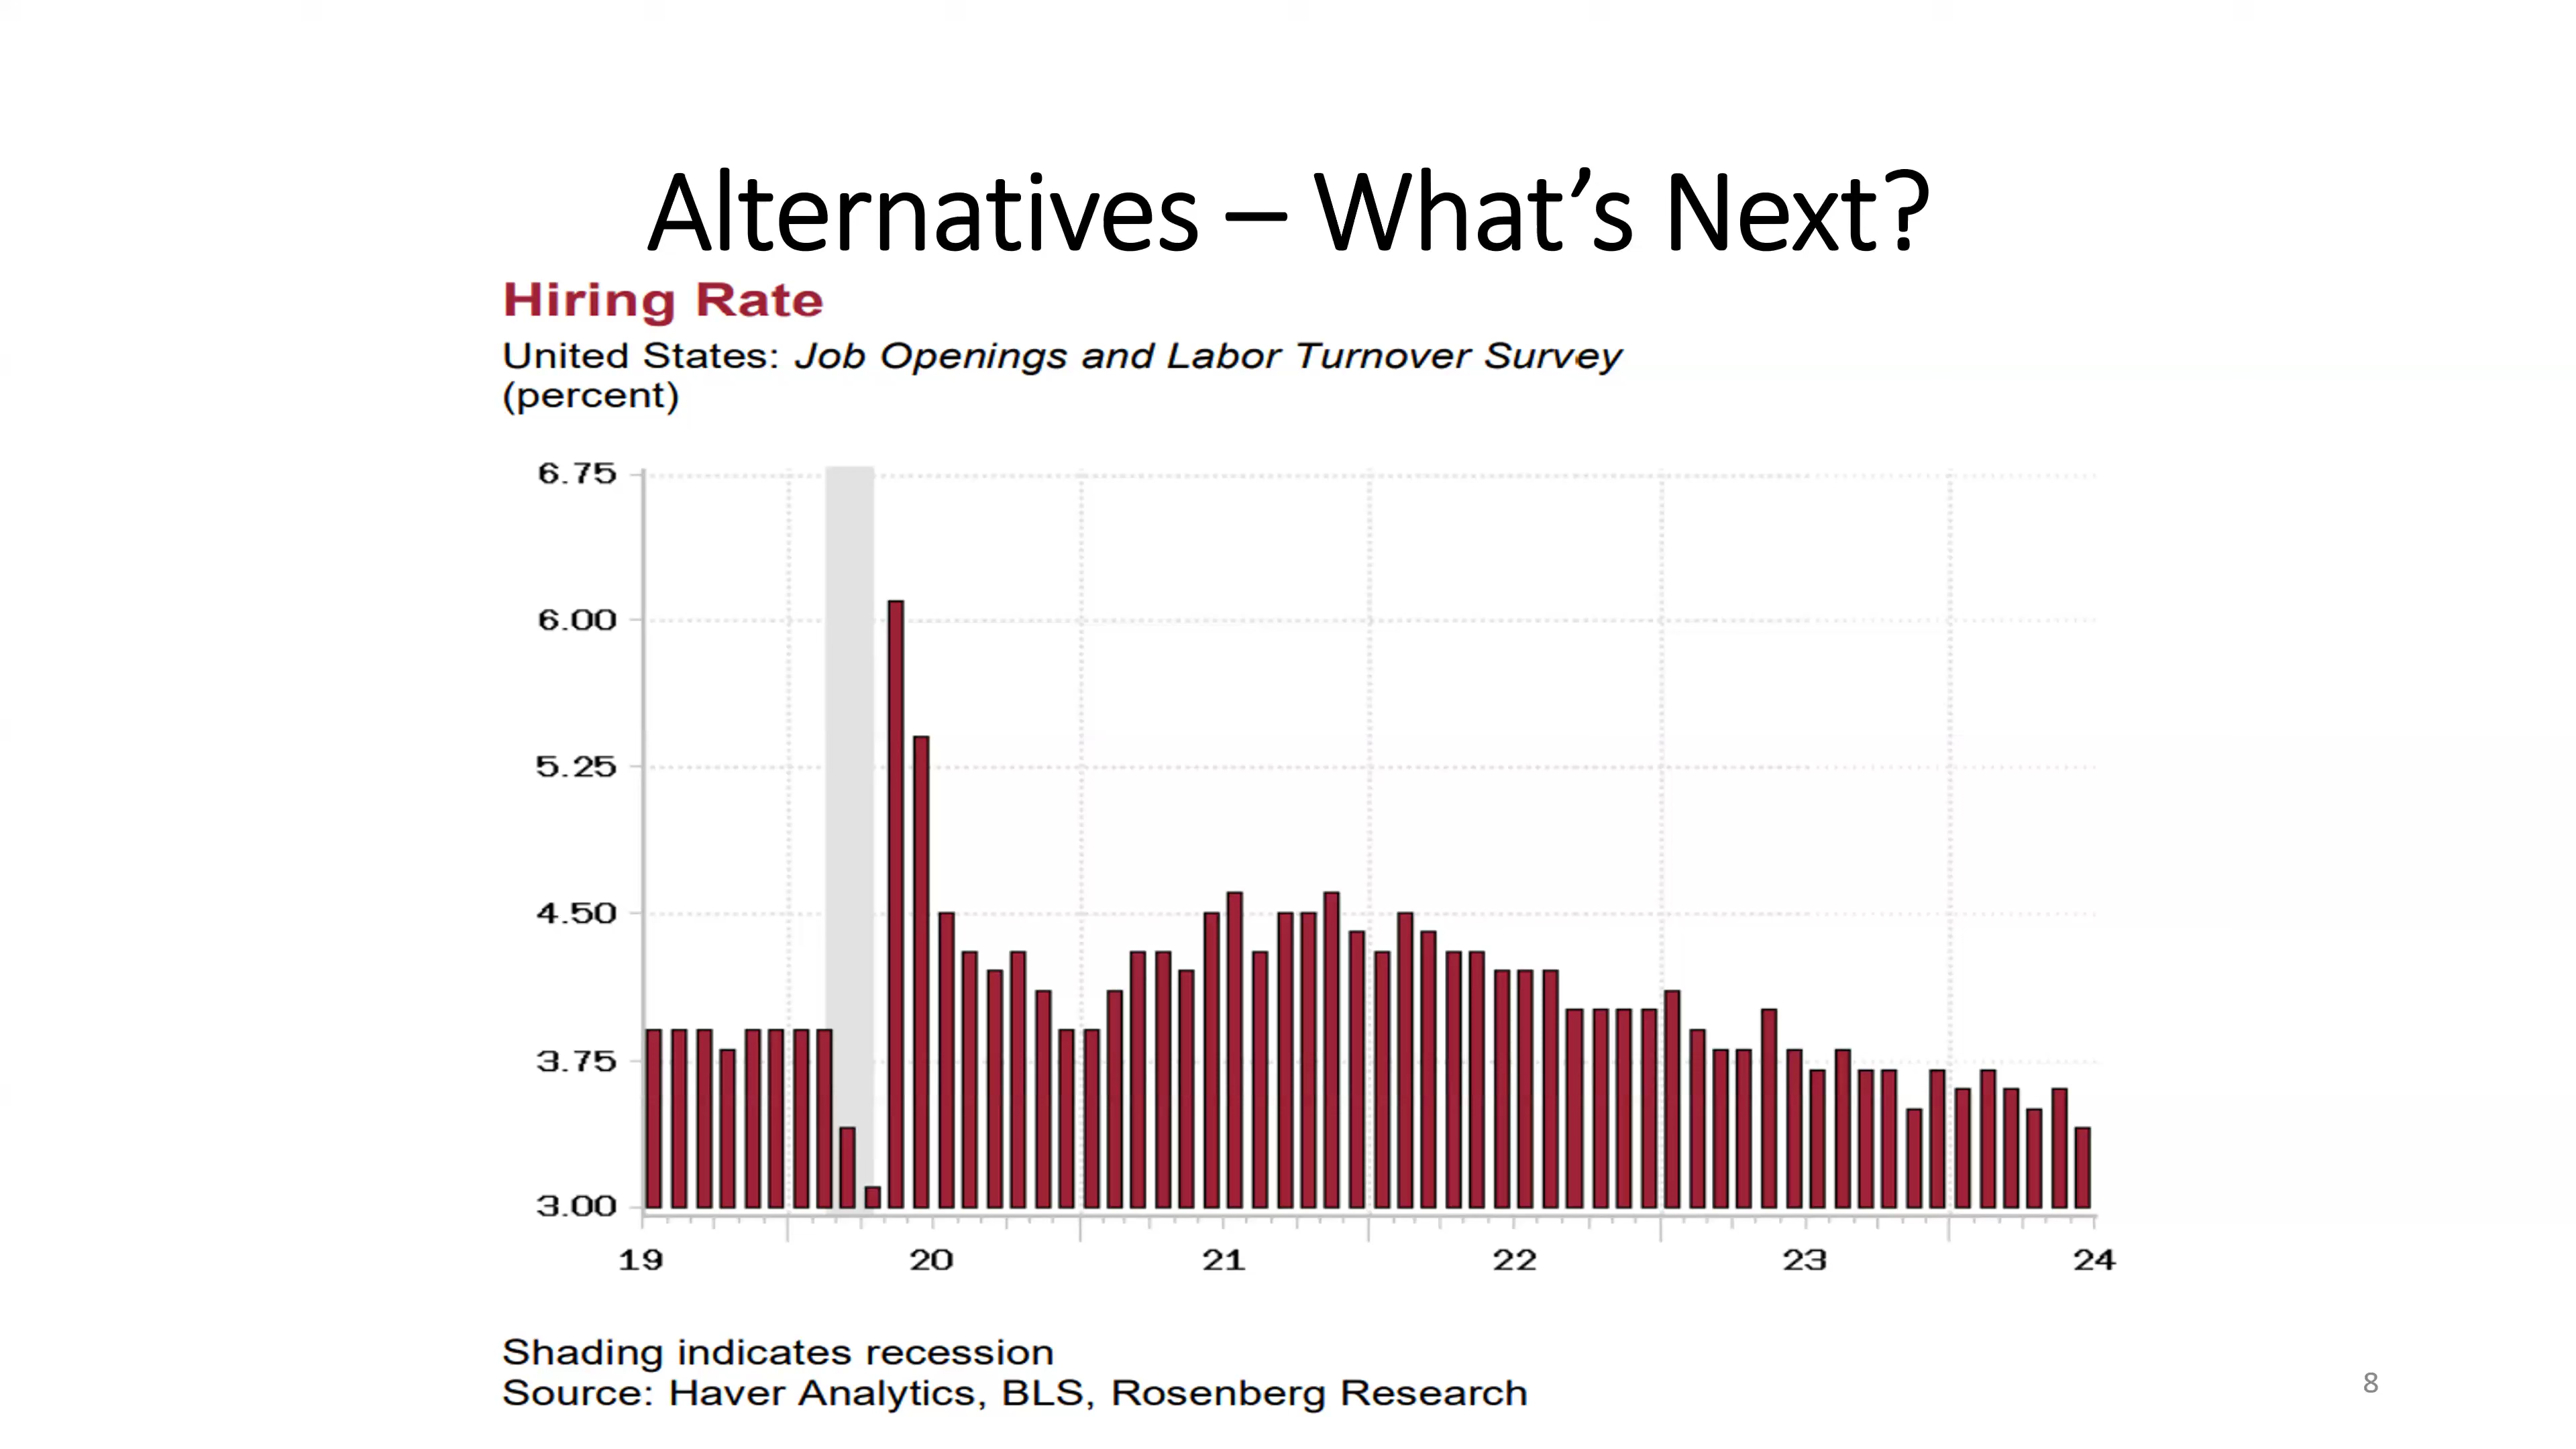 Alternatives – What’s Next?
Hiring Rate
United States: Job Openings and Labor Turnover Survey
(percent)
6.75
6.00
5.25
4.50
3.75
3.00
19 20 21 22 23 24
Shading indicates recession
Source: Haver Analytics, BLS, Rosenberg Research
8